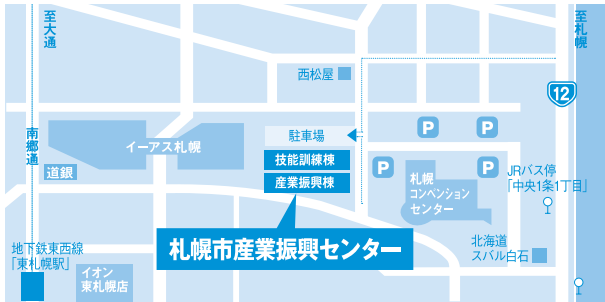 至大通
至札幌
西松屋
12
南郷通
イーアス札幌
駐車場
P
P
技能訓練棟
道銀
産業振興棟
P
P
札幌
コンベンション
センター
JRバス停
「中央1条1丁目」
札幌市産業振興センター
北海道
スバル白石
地下鉄東西線
「東札幌駅」
イオン
東札幌店